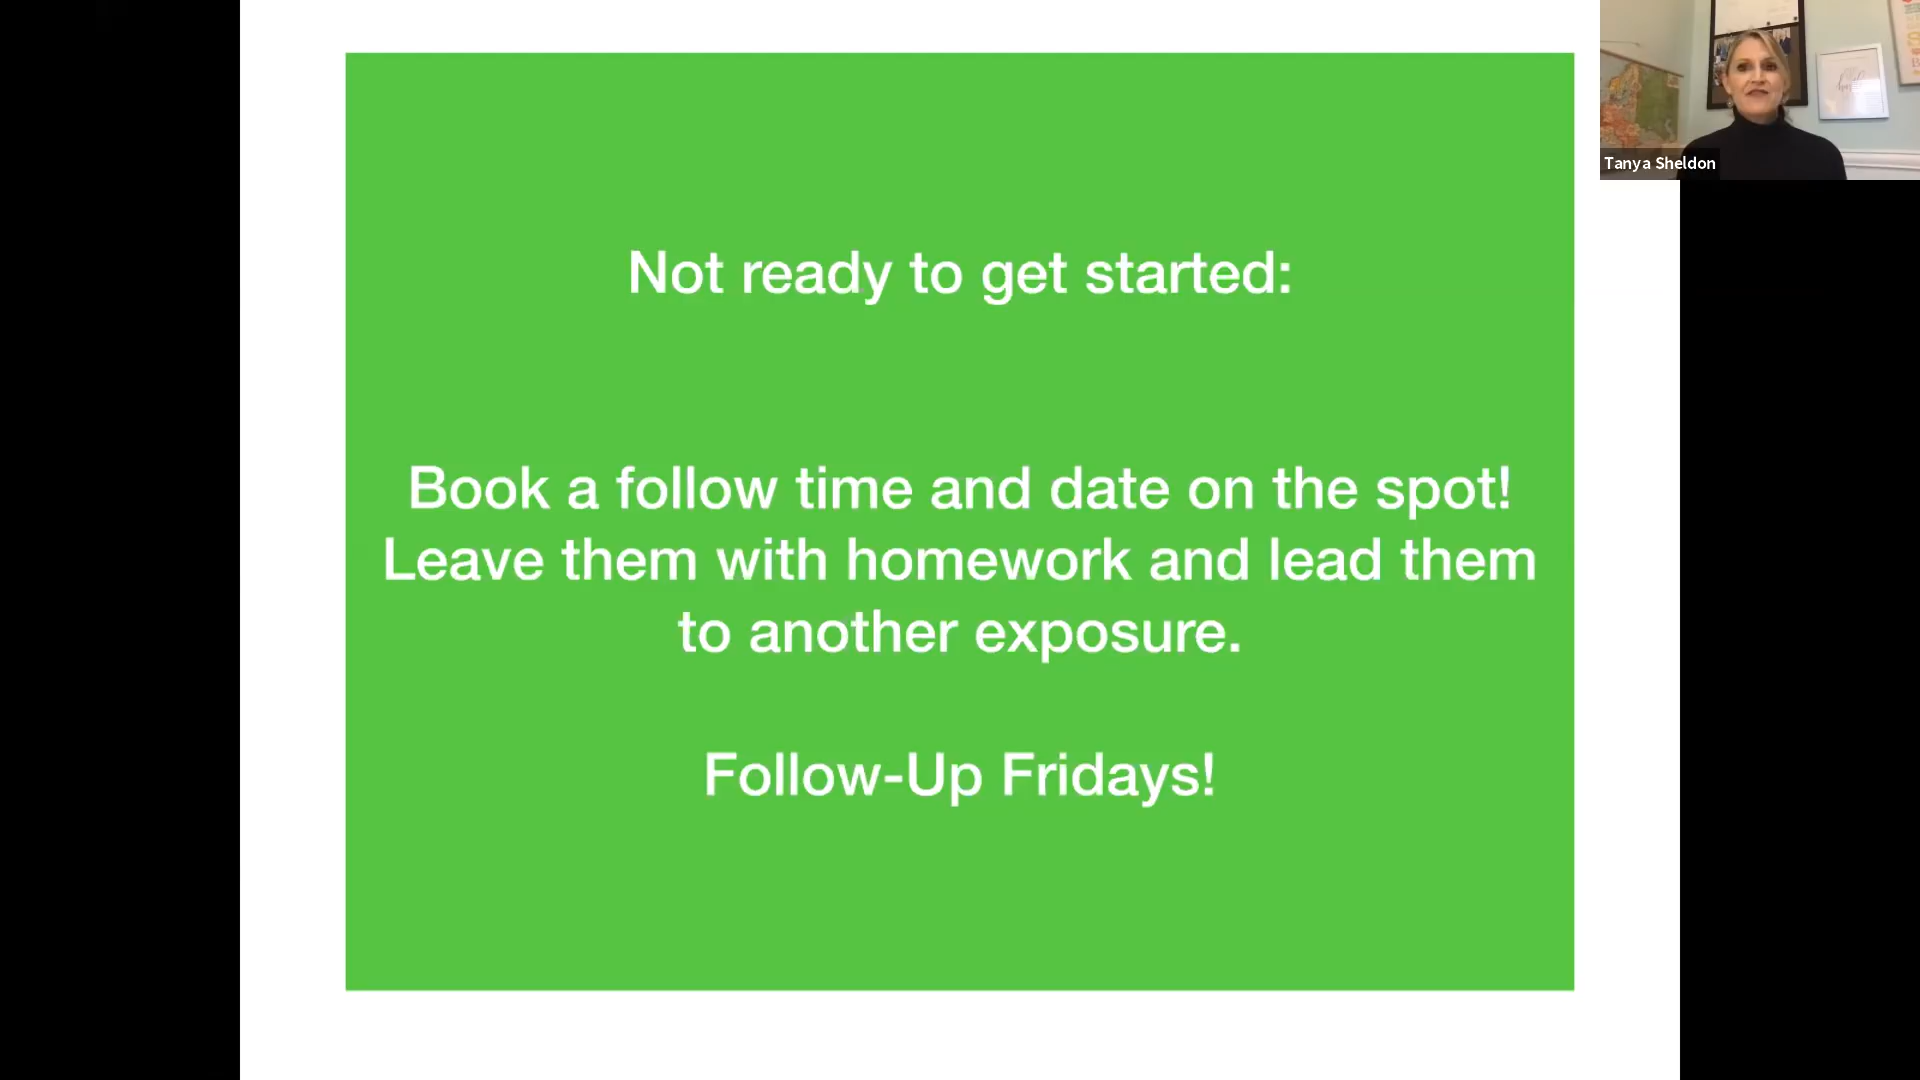 Not ready to get started:
Book a follow time and date on the spot!
Leave them with homework and lead them
to another exposure.
Follow-Up Fridays!
Tanya Sheldon